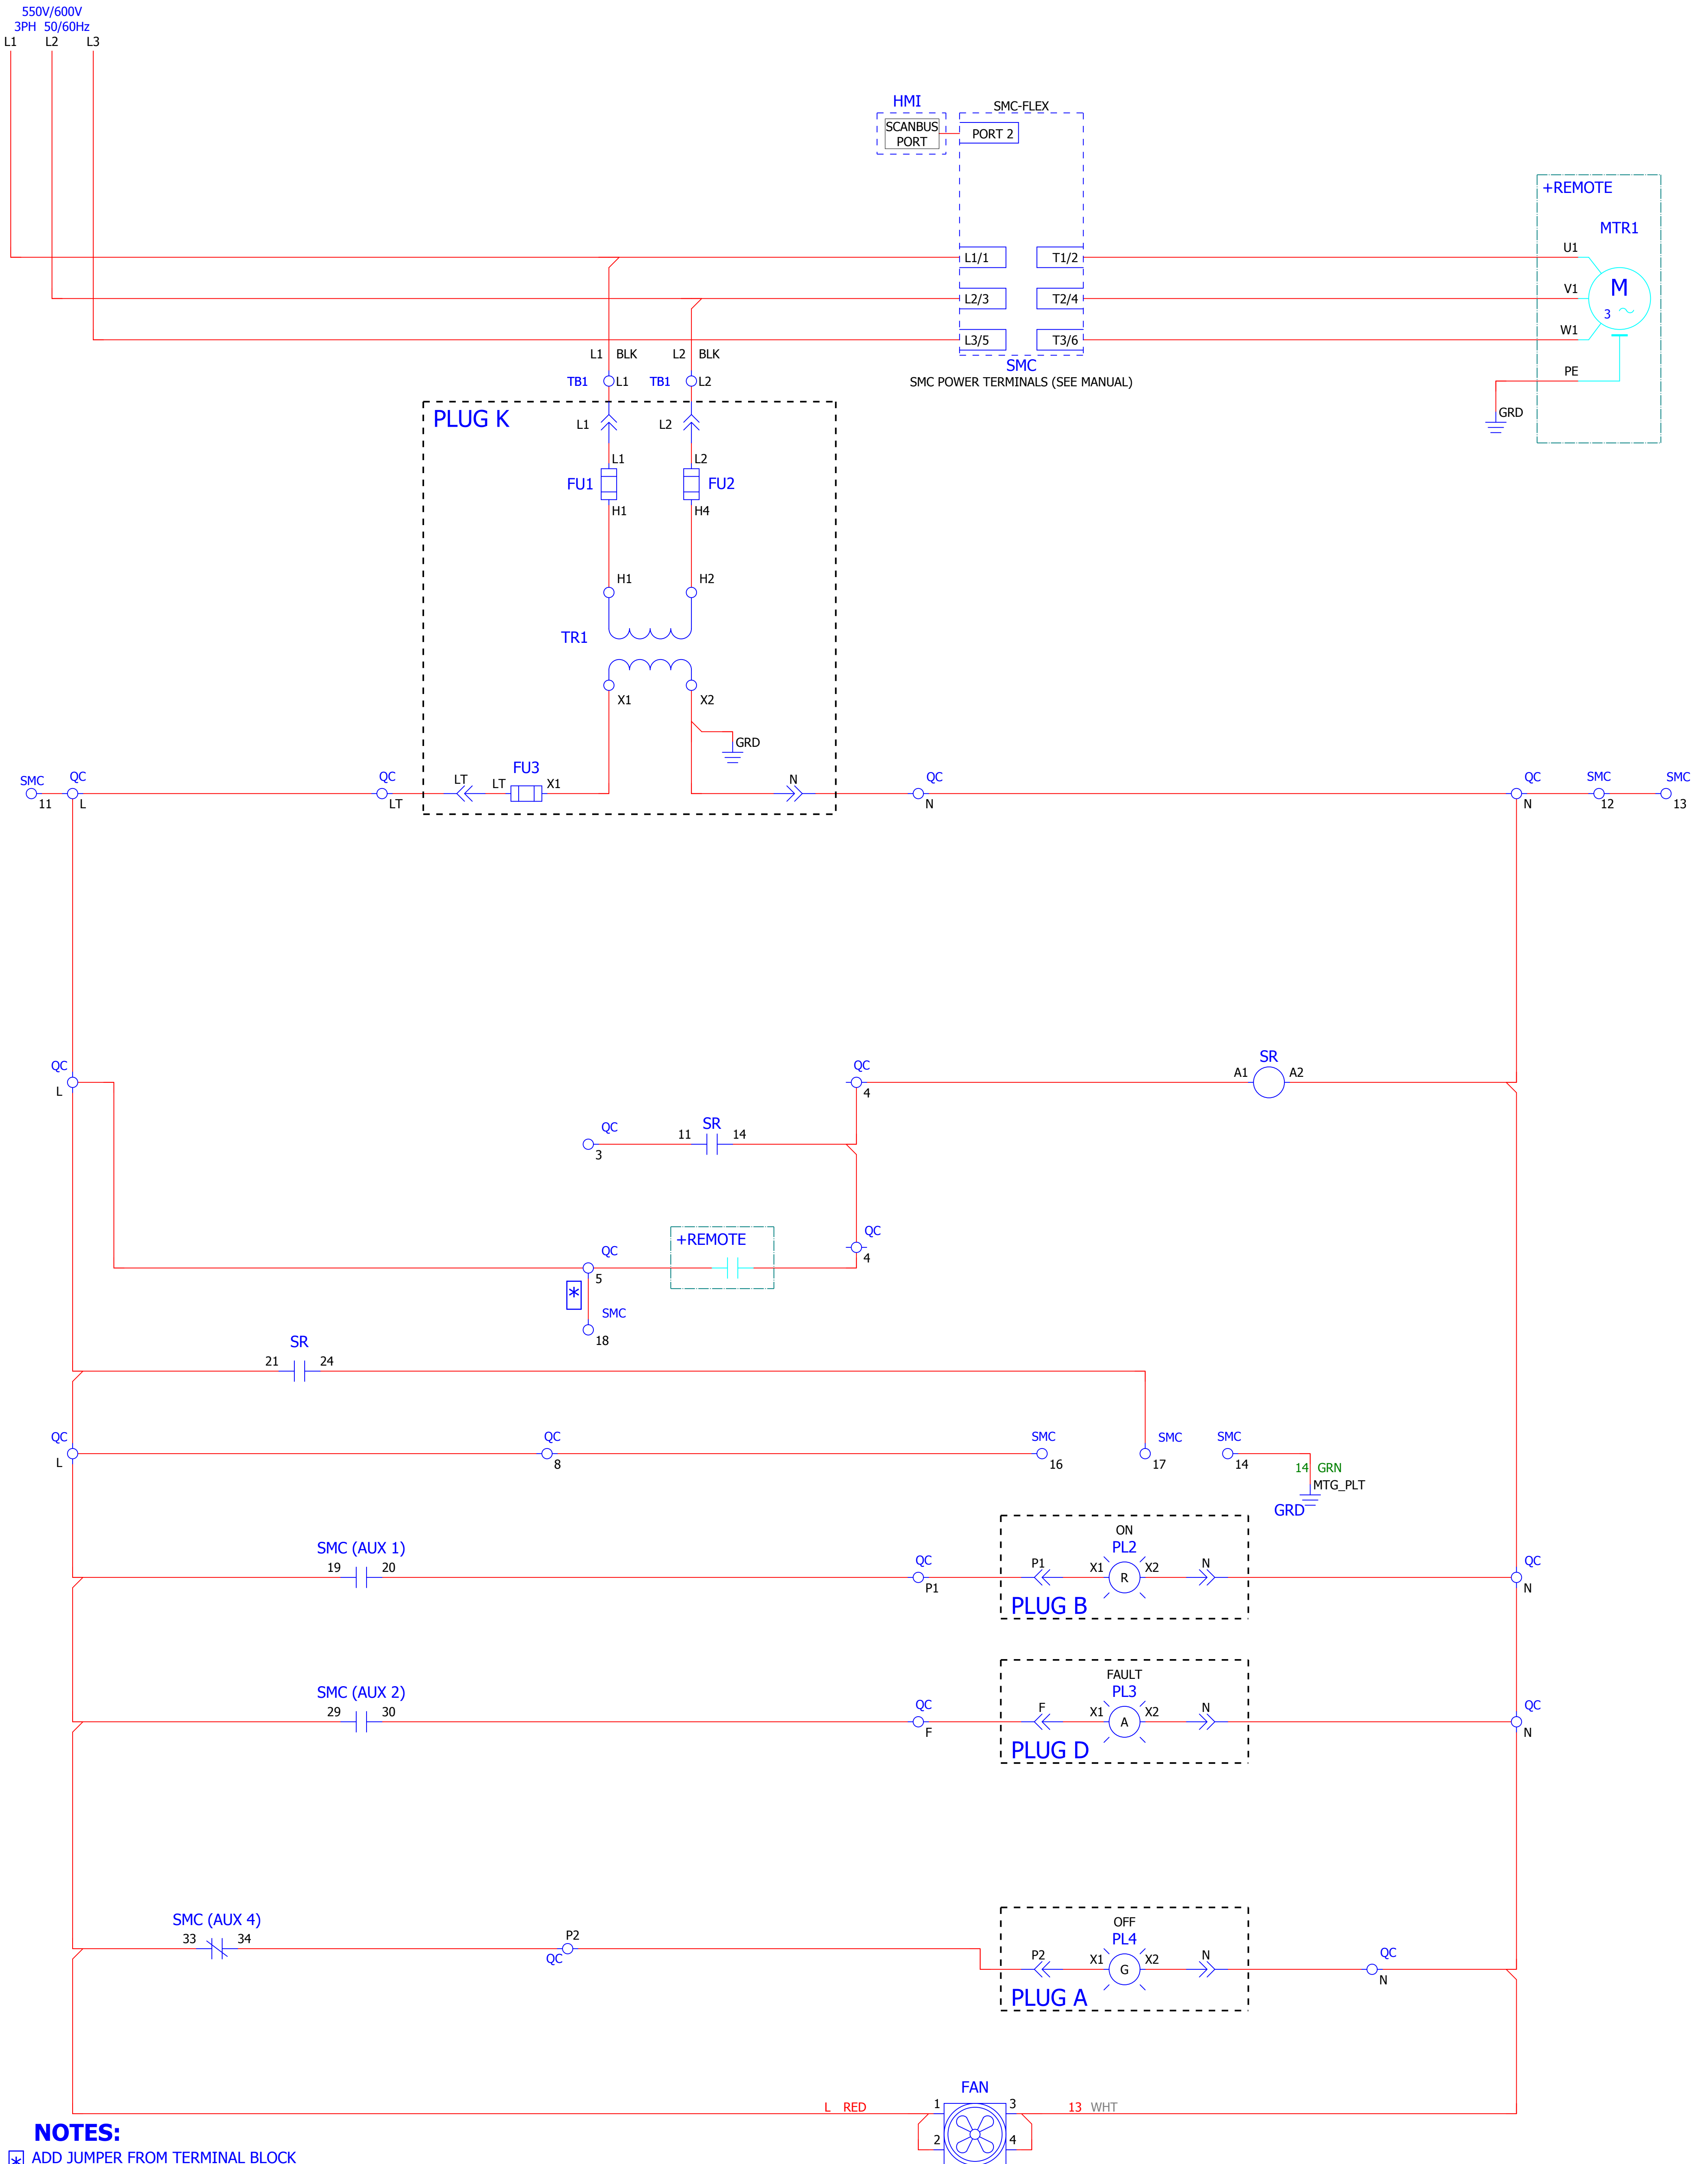 550V/600V
3PH 50/60Hz
L1 L2 L3
HMI
SCANBUS
PORT
SMC-FLEX
PORT 2
+REMOTE
MTR1
L1/1 T1/2 U1
L2/3 T2/4 V1
M
3
L3/5 T3/6 W1
SMC
SMC POWER TERMINALS (SEE MANUAL)
PE
GRD
L1 BLK L2 BLK
TB1 L1 TB1 L2
PLUG K
L1 L2
L1 L2
FU1 FU2
H1 H4
H1 H2
TR1
X1 X2
GRD
SMC QC QC LT LT FU3 X1 N QC QC SMC SMC
11 L LT N N 12 13
QC QC SR
L 4 A1 A2
QC SR
3 11 14
+REMOTE
QC QC
5 4
*
SMC
18
SR
21 24
QC QC SMC SMC SMC
L 8 16 17 14
14 GRN
MTG_PLT
GRD
SMC (AUX 1)
19 20
QC
P1
ON
PL2
P1 X1 R X2 N
PLUG B
QC
N
SMC (AUX 2)
29 30
QC
F
FAULT
PL3
F X1 A X2 N
PLUG D
QC
N
SMC (AUX 4)
33 34
P2
QC
OFF
PL4
P2 X1 G X2 N
PLUG A
QC
N
FAN
L RED 1 3 13 WHT
2 4
NOTES:
* ADD JUMPER FROM TERMINAL BLOCK